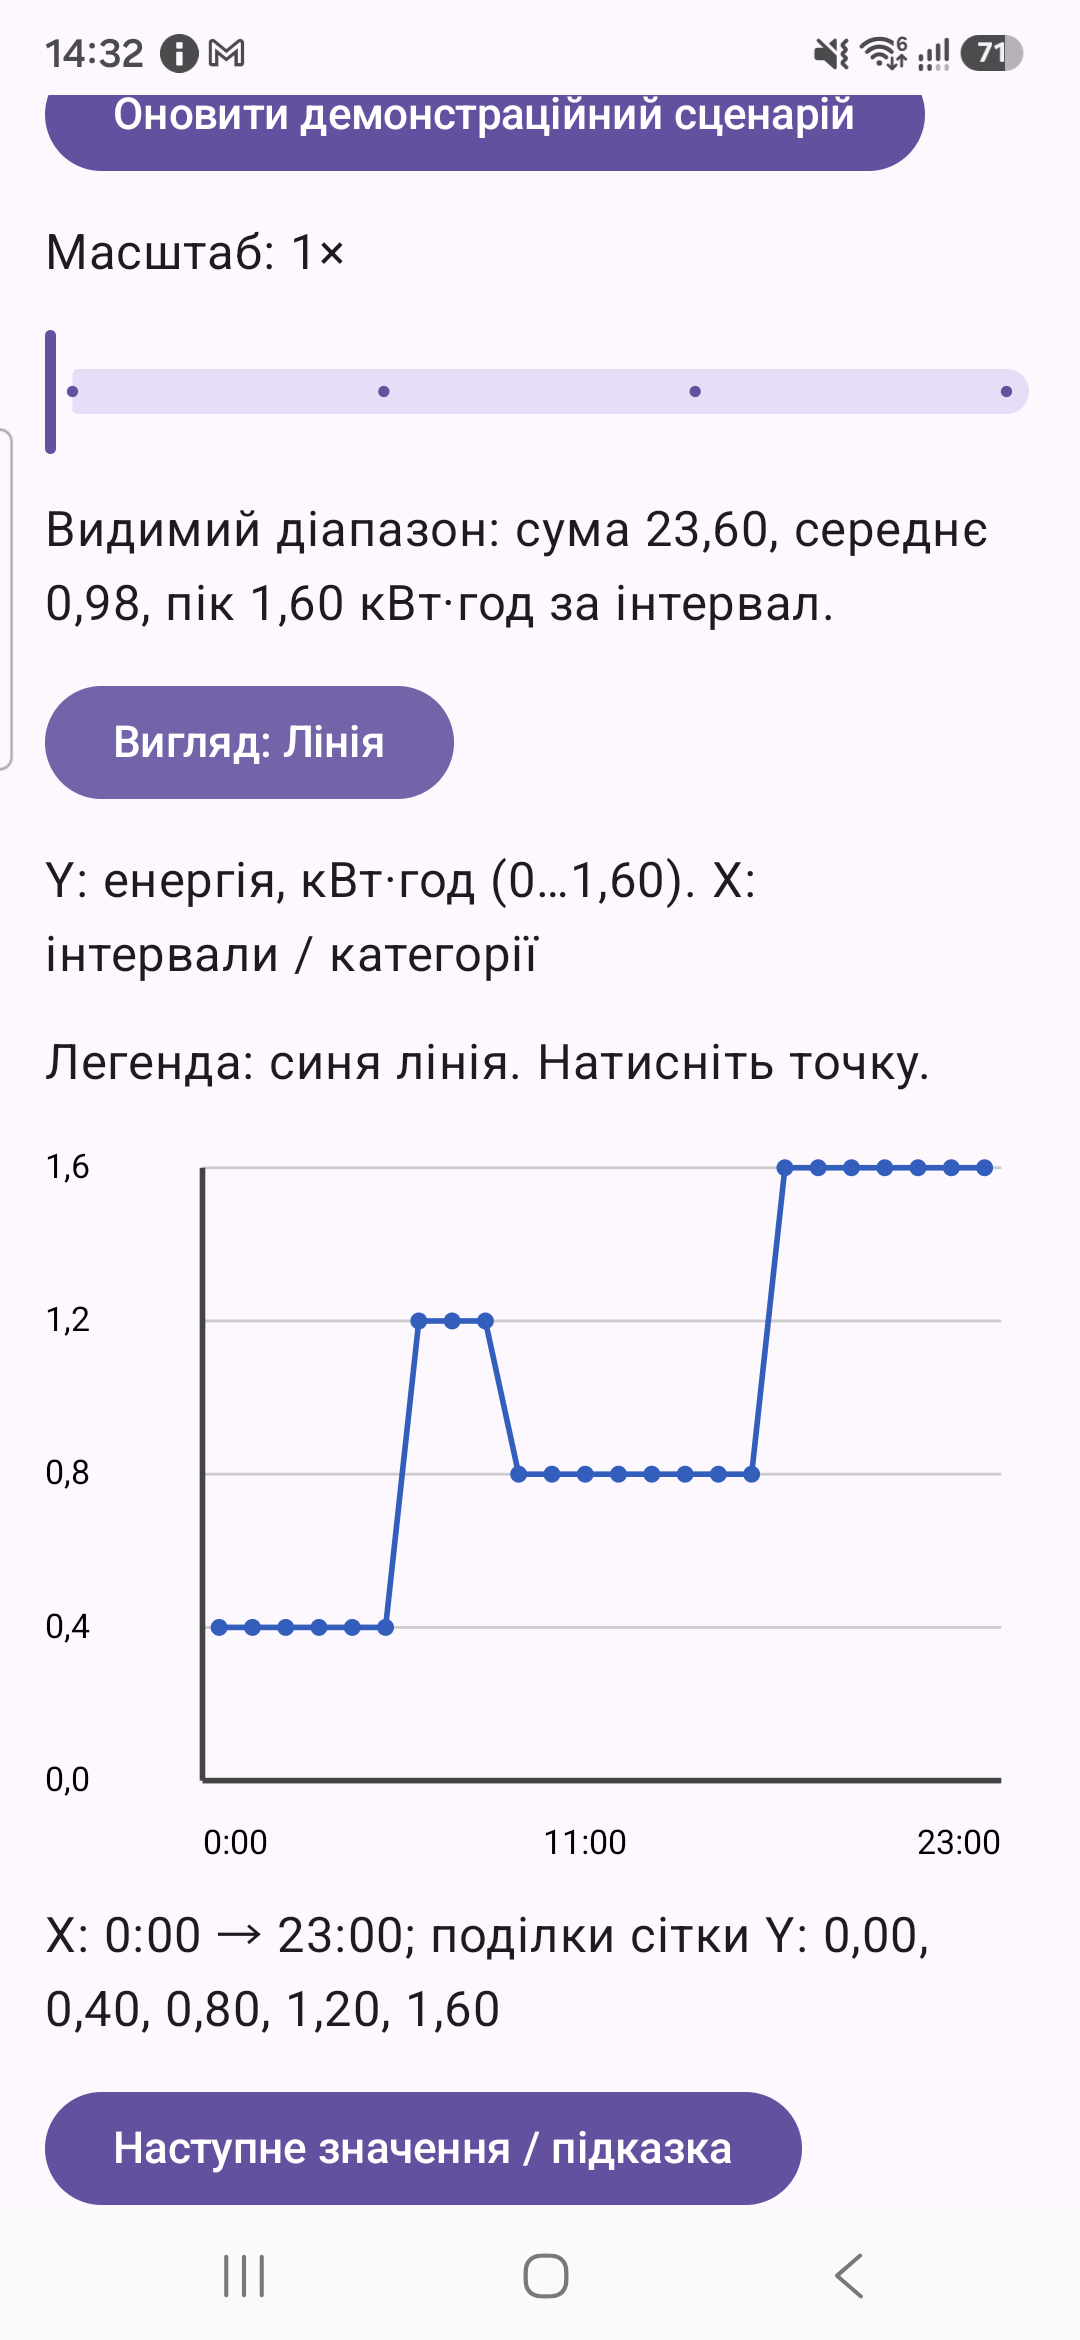 14:32
6
71
Оновити демонстраційний сценарій
Масштаб: 1×
Видимий діапазон: сума 23,60, середнє
0,98, пік 1,60 кВт·год за інтервал.
Вигляд: Лінія
Y: енергія, кВт·год (0…1,60). X:
інтервали / категорії
Легенда: синя лінія. Натисніть точку.
1,6
1,2
0,8
0,4
0,0
0:00 11:00 23:00
X: 0:00 → 23:00; поділки сітки Y: 0,00,
0,40, 0,80, 1,20, 1,60
Наступне значення / підказка